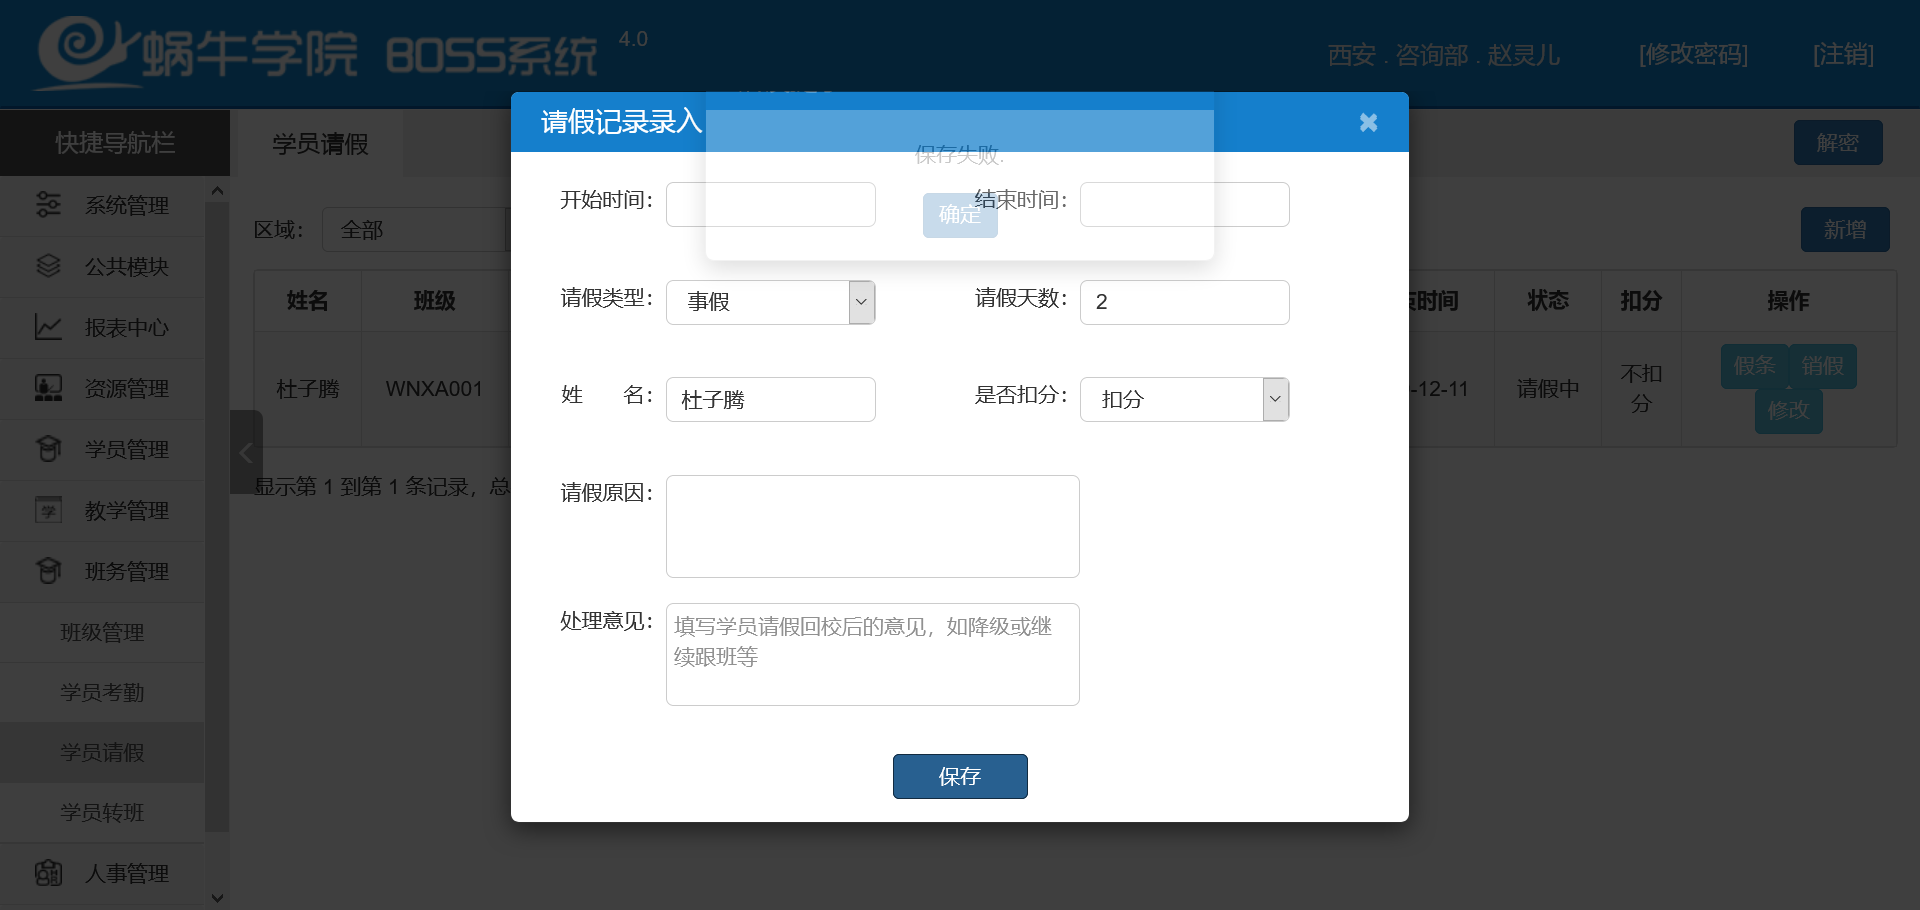 蜗牛学院 BOSS系统 4.0
西安 . 咨询部 . 赵灵儿 [修改密码] [注销]
快捷导航栏
学员请假
解密
系统管理
公共模块
报表中心
资源管理
学员管理
教学管理
班务管理
班级管理
学员考勤
学员请假
学员转班
人事管理
区域： 全部
新增
姓名 班级 时间 状态 扣分 操作
杜子腾 WNXA001 -12-11 请假中 不扣分 假条 销假 修改
显示第 1 到第 1 条记录，总
请假记录录入
保存失败.
确定
开始时间： 结束时间：
请假类型： 事假 请假天数： 2
姓 名： 杜子腾 是否扣分： 扣分
请假原因：
处理意见： 填写学员请假回校后的意见，如降级或继
续跟班等
保存